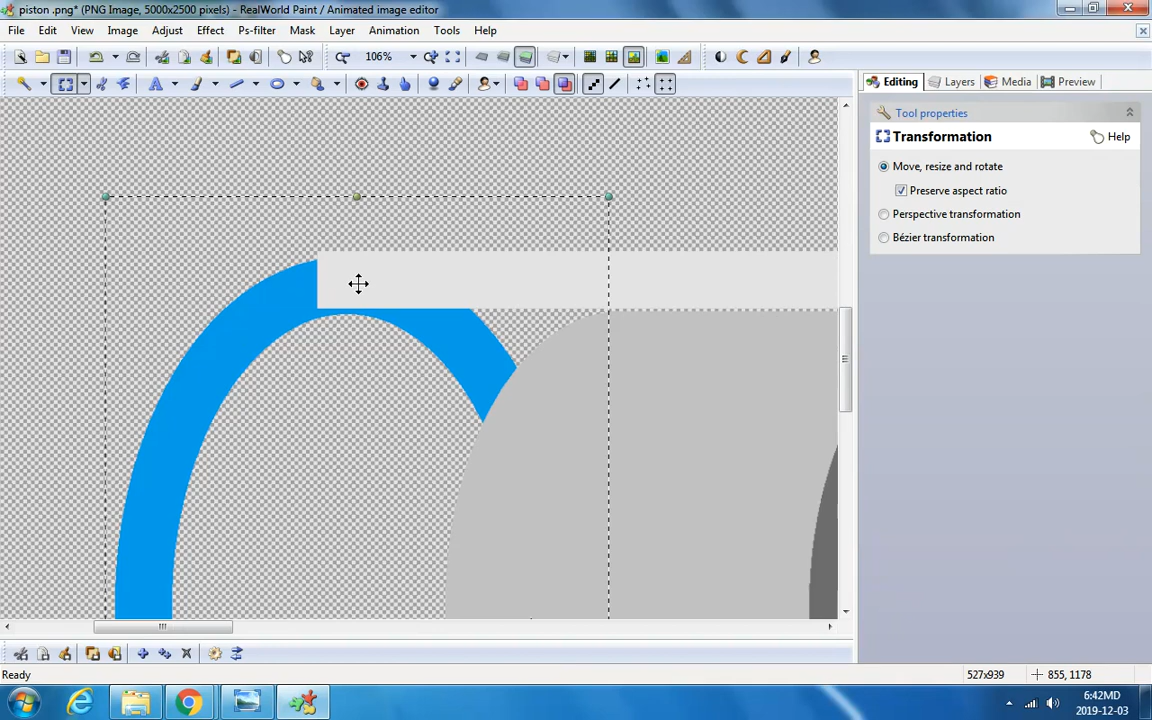 piston .png* (PNG Image, 5000x2500 pixels) - RealWorld Paint / Animated image editor
File Edit View Image Adjust Effect Ps-filter Mask Layer Animation Tools Help
106%
Editing Layers Media Preview
Tool properties
Transformation Help
Move, resize and rotate
Preserve aspect ratio
Perspective transformation
Bézier transformation
Ready 527x939 855, 1178
6:42MD
2019-12-03